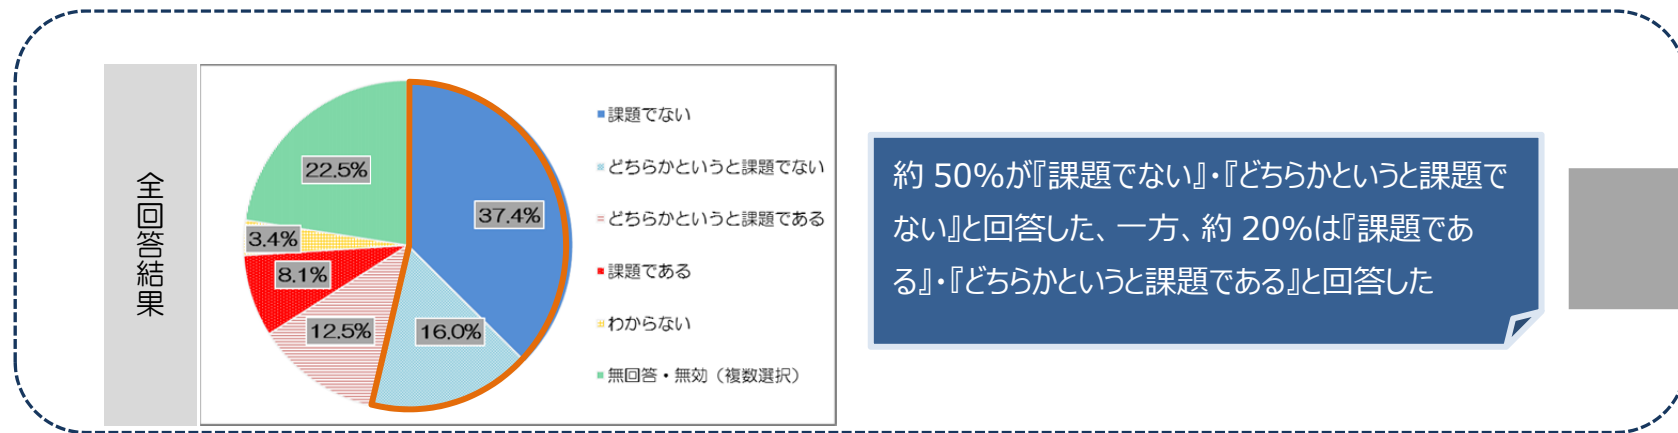 全回答結果
22.5%
37.4%
3.4%
8.1%
12.5%
16.0%
課題でない
どちらかというと課題でない
どちらかというと課題である
課題である
わからない
無回答・無効（複数選択）
約 50%が『課題でない』・『どちらかというと課題で
ない』と回答した、一方、約 20%は『課題であ
る』・『どちらかというと課題である』と回答した